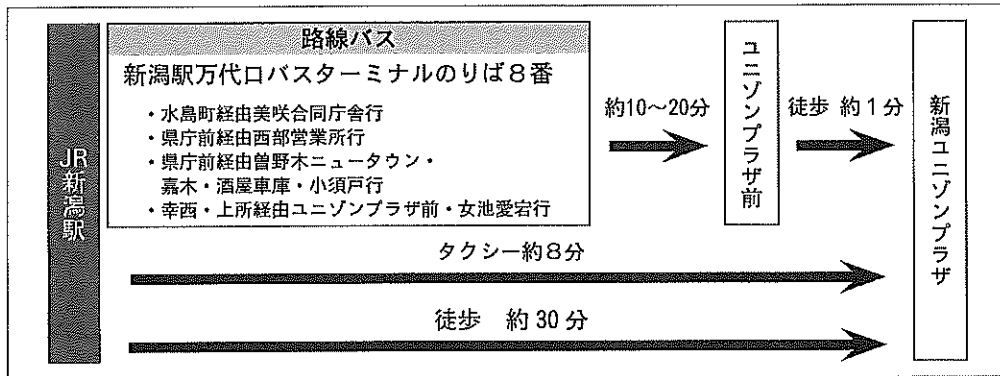 JR新潟駅
路線バス
新潟駅万代口バスターミナルのりば8番
・水島町経由美咲合同庁舎行
・県庁前経由西部営業所行
・県庁前経由曽野木ニュータウン・
嘉木・酒屋車庫・小須戸行
・幸西・上所経由ユニゾンプラザ前・女池愛宕行
約10～20分
ユニゾンプラザ前
徒歩 約1分
新潟ユニゾンプラザ
タクシー約8分
徒歩 約30分